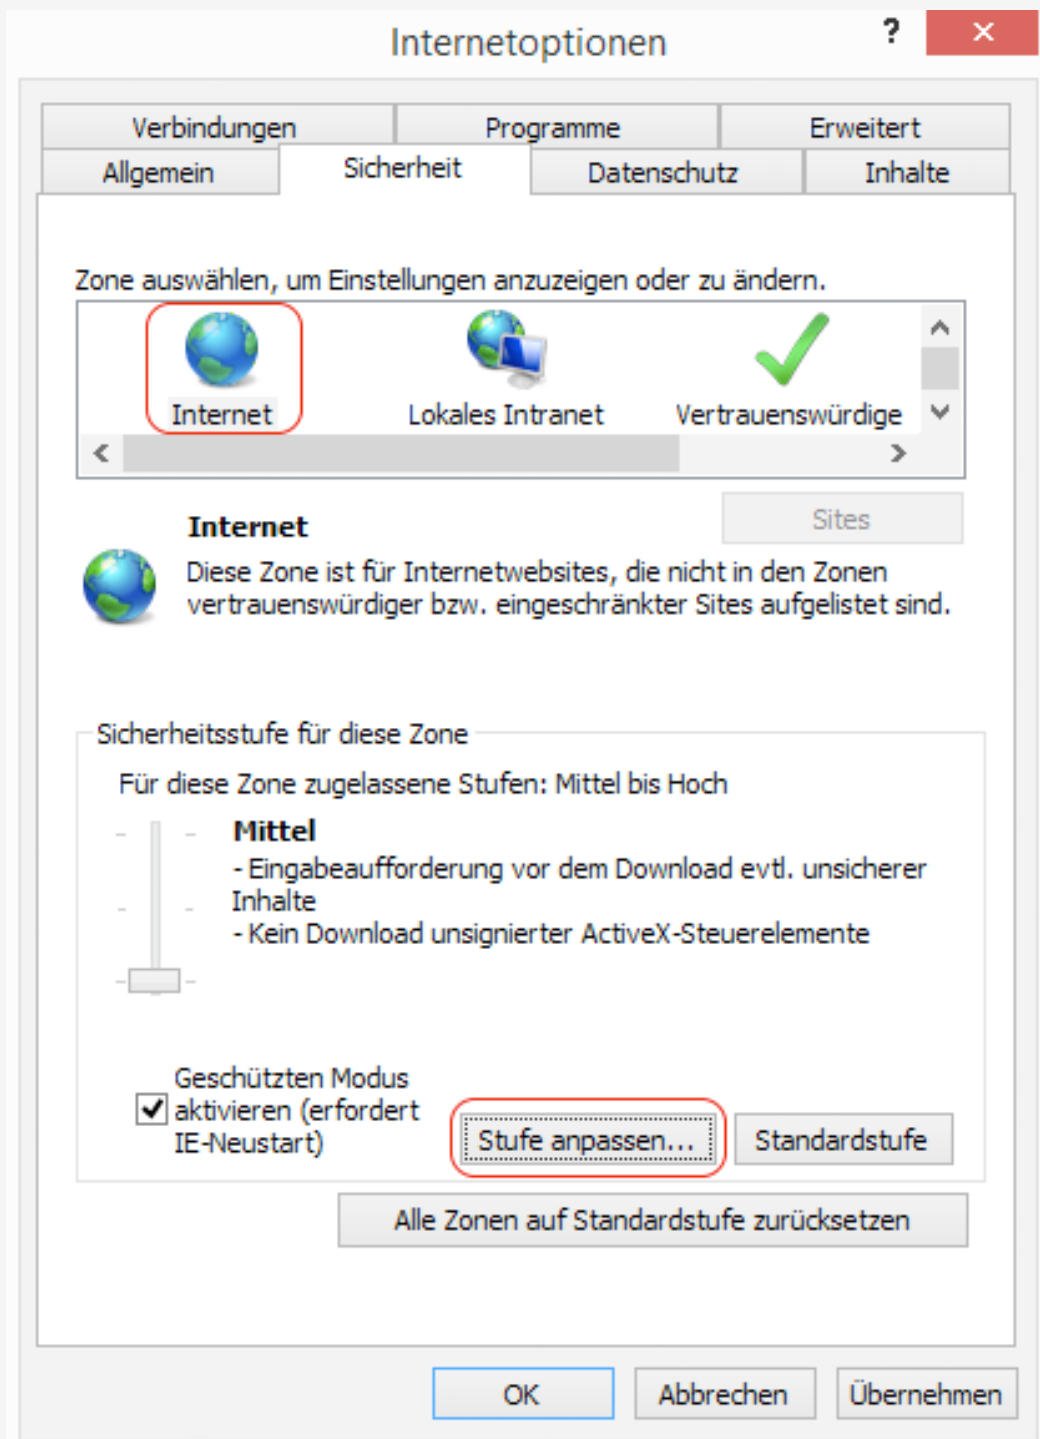 Internetoptionen ?
Verbindungen Programme Erweitert
Allgemein Sicherheit Datenschutz Inhalte
Zone auswählen, um Einstellungen anzuzeigen oder zu ändern.
Internet Lokales Intranet Vertrauenswürdige
Sites
Internet
Diese Zone ist für Internetwebsites, die nicht in den Zonen
vertrauenswürdiger bzw. eingeschränkter Sites aufgelistet sind.
Sicherheitsstufe für diese Zone
Für diese Zone zugelassene Stufen: Mittel bis Hoch
Mittel
- Eingabeaufforderung vor dem Download evtl. unsicherer
Inhalte
- Kein Download unsignierter ActiveX-Steuerelemente
Geschützten Modus
aktivieren (erfordert
IE-Neustart)
Stufe anpassen... Standardstufe
Alle Zonen auf Standardstufe zurücksetzen
OK Abbrechen Übernehmen